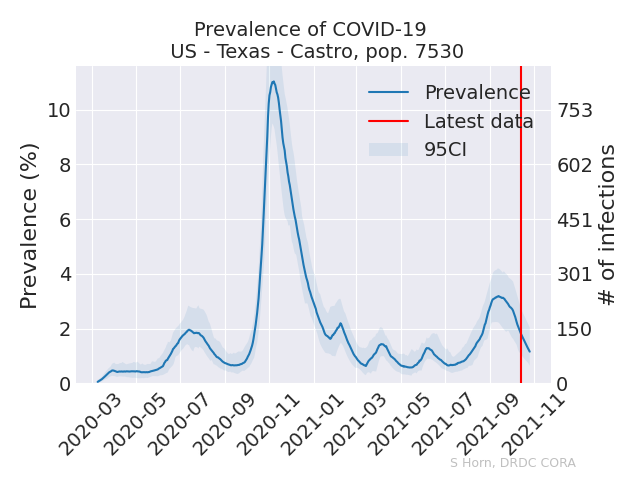 Prevalence of COVID-19
US - Texas - Castro, pop. 7530
Prevalence
Latest data
95CI
Prevalence (%)
10
8
6
4
2
0
# of infections
753
602
451
301
150
0
2020-03
2020-05
2020-07
2020-09
2020-11
2021-01
2021-03
2021-05
2021-07
2021-09
2021-11
S Horn, DRDC CORA